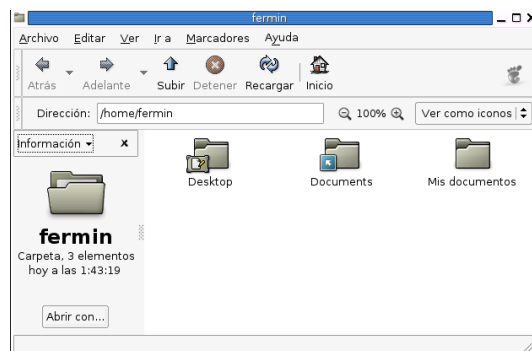 fermin
Archivo Editar Ver Ir a Marcadores Ayuda
Atrás Adelante Subir Detener Recargar Inicio
Dirección: /home/fermin 100% Ver como iconos
Información
Desktop Documents Mis documentos
fermin
Carpeta, 3 elementos
hoy a las 1:43:19
Abrir con...